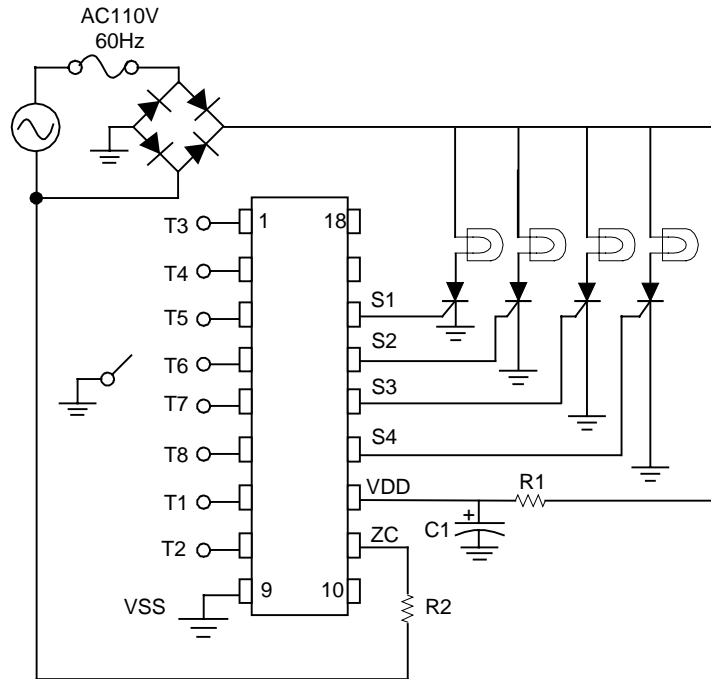 AC110V
60Hz
1
18
T3
T4
T5
T6
T7
T8
T1
T2
VSS
9
10
S1
S2
S3
S4
VDD
ZC
R1
+
C1
R2